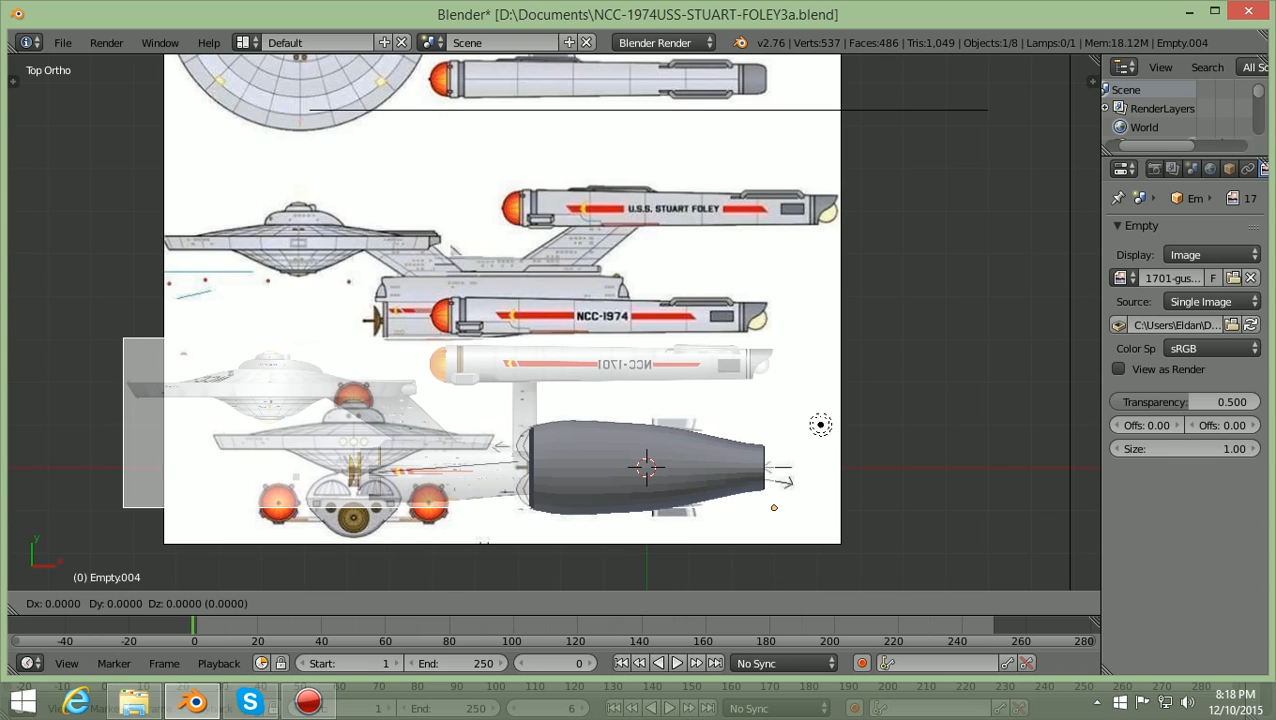 Blender* [D:\Documents\NCC-1974USS-STUART-FOLEY3a.blend]
File Render Window Help Default Scene Blender Render v2.76 | Verts:537 | Faces:486 | Tris:1,049 | Objects:1/8 | Lamps:0/1 | Mem:18.12M | Empty.004
Ortho
View Search All Sc
Scene
RenderLayers
World
Em 17
Empty
Display: Image
1701-gus... F
Source: Single Image
C:\Users\Eldar\D...
Color Sp sRGB
View as Render
Transparency: 0.500
Offs: 0.00 Offs: 0.00
Size: 1.00
U.S.S. STUART FOLEY
NCC-1974
NCC-1701
y
x
(0) Empty.004
Dx: 0.0000 Dy: 0.0000 Dz: 0.0000 (0.0000)
-40 -20 0 20 40 60 80 100 120 140 160 180 200 220 240 260 280
View Marker Frame Playback Start: 1 End: 250 0 No Sync
8:18 PM
12/10/2015